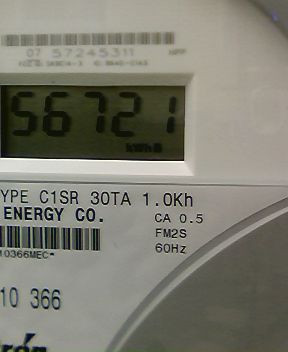 07 57245311
56721
kWh
YPE C1SR 30TA 1.0Kh
ENERGY CO.
CA 0.5
FM2S
60Hz
10366MEC*
10 366
rón